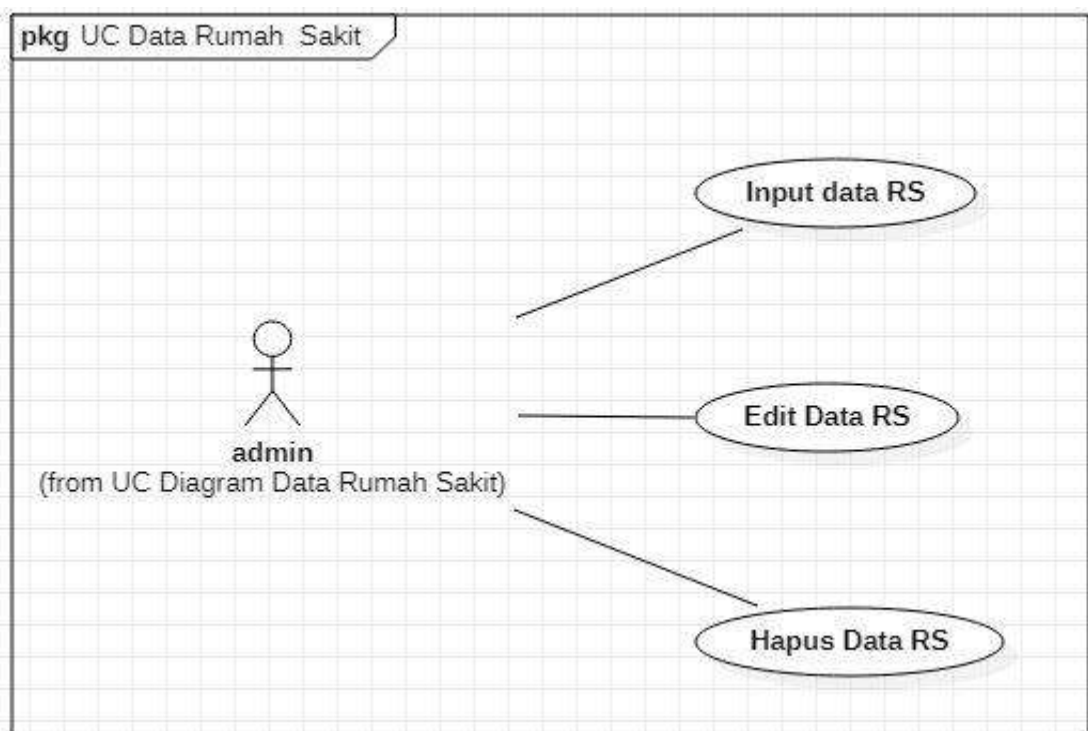 pkg UC Data Rumah Sakit
Input data RS
admin
(from UC Diagram Data Rumah Sakit)
Edit Data RS
Hapus Data RS